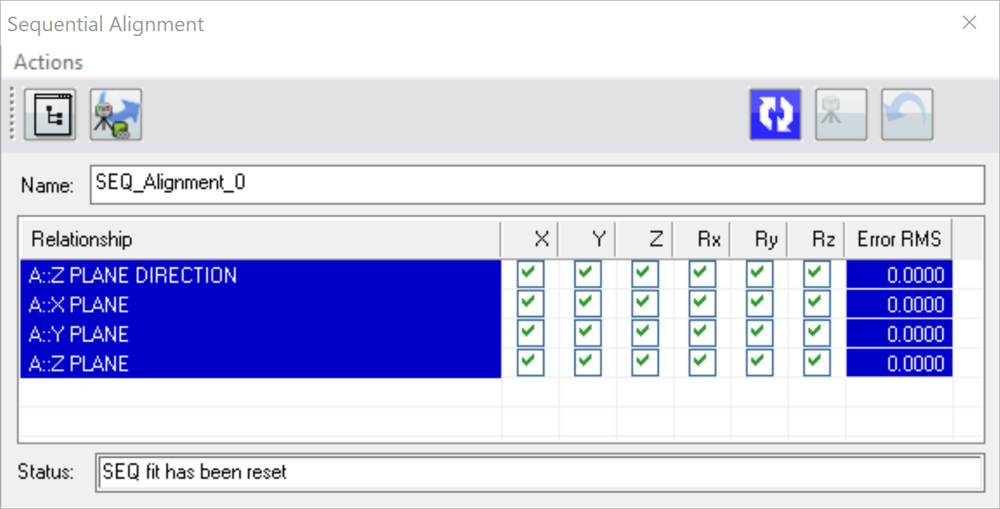 Sequential Alignment
Actions
Name: SEQ_Alignment_0
Relationship X Y Z Rx Ry Rz Error RMS
A::Z PLANE DIRECTION 0.0000
A::X PLANE 0.0000
A::Y PLANE 0.0000
A::Z PLANE 0.0000
Status: SEQ fit has been reset